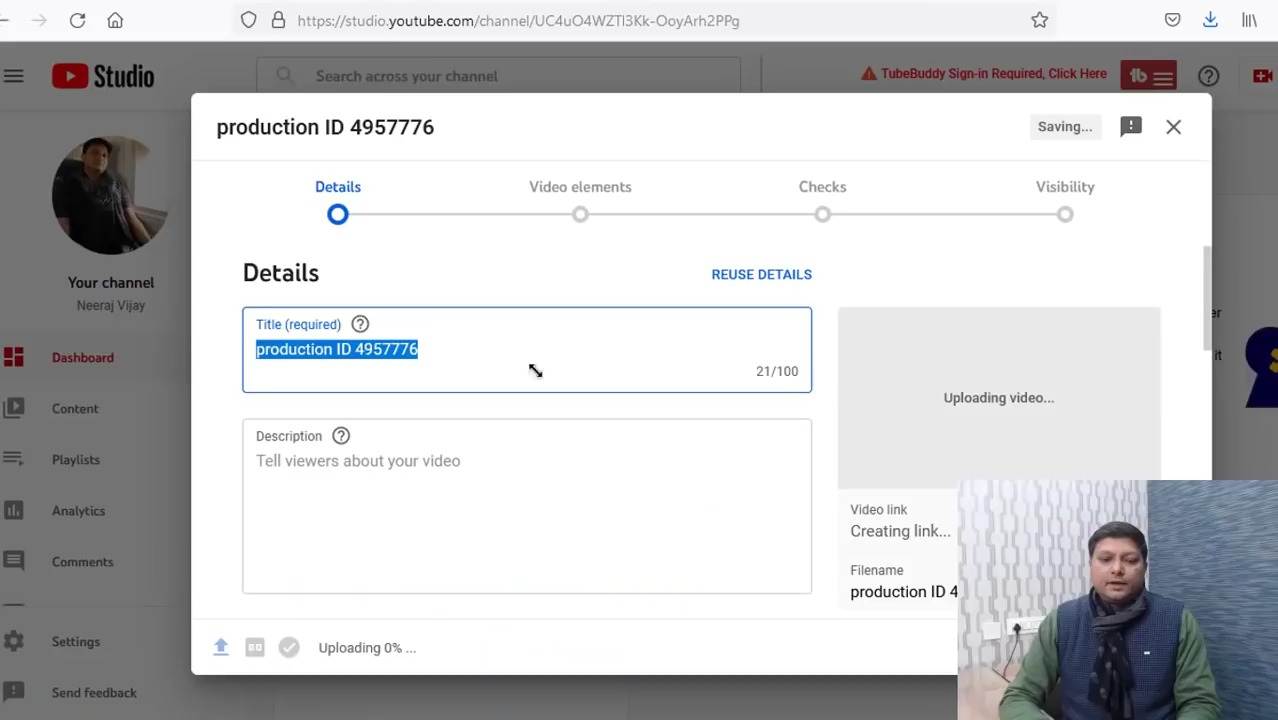 https://studio.youtube.com/channel/UC4uO4WZTl3Kk-OoyArh2PPg
Studio
Search across your channel
TubeBuddy Sign-in Required, Click Here
tb
production ID 4957776
Saving...
Details
Video elements
Checks
Visibility
Your channel
Neeraj Vijay
Dashboard
Content
Playlists
Analytics
Comments
Settings
Send feedback
Details
REUSE DETAILS
Title (required)
production ID 4957776
21/100
Description
Tell viewers about your video
Uploading video...
Video link
Creating link...
Filename
production ID 4
Uploading 0% ...
er
it